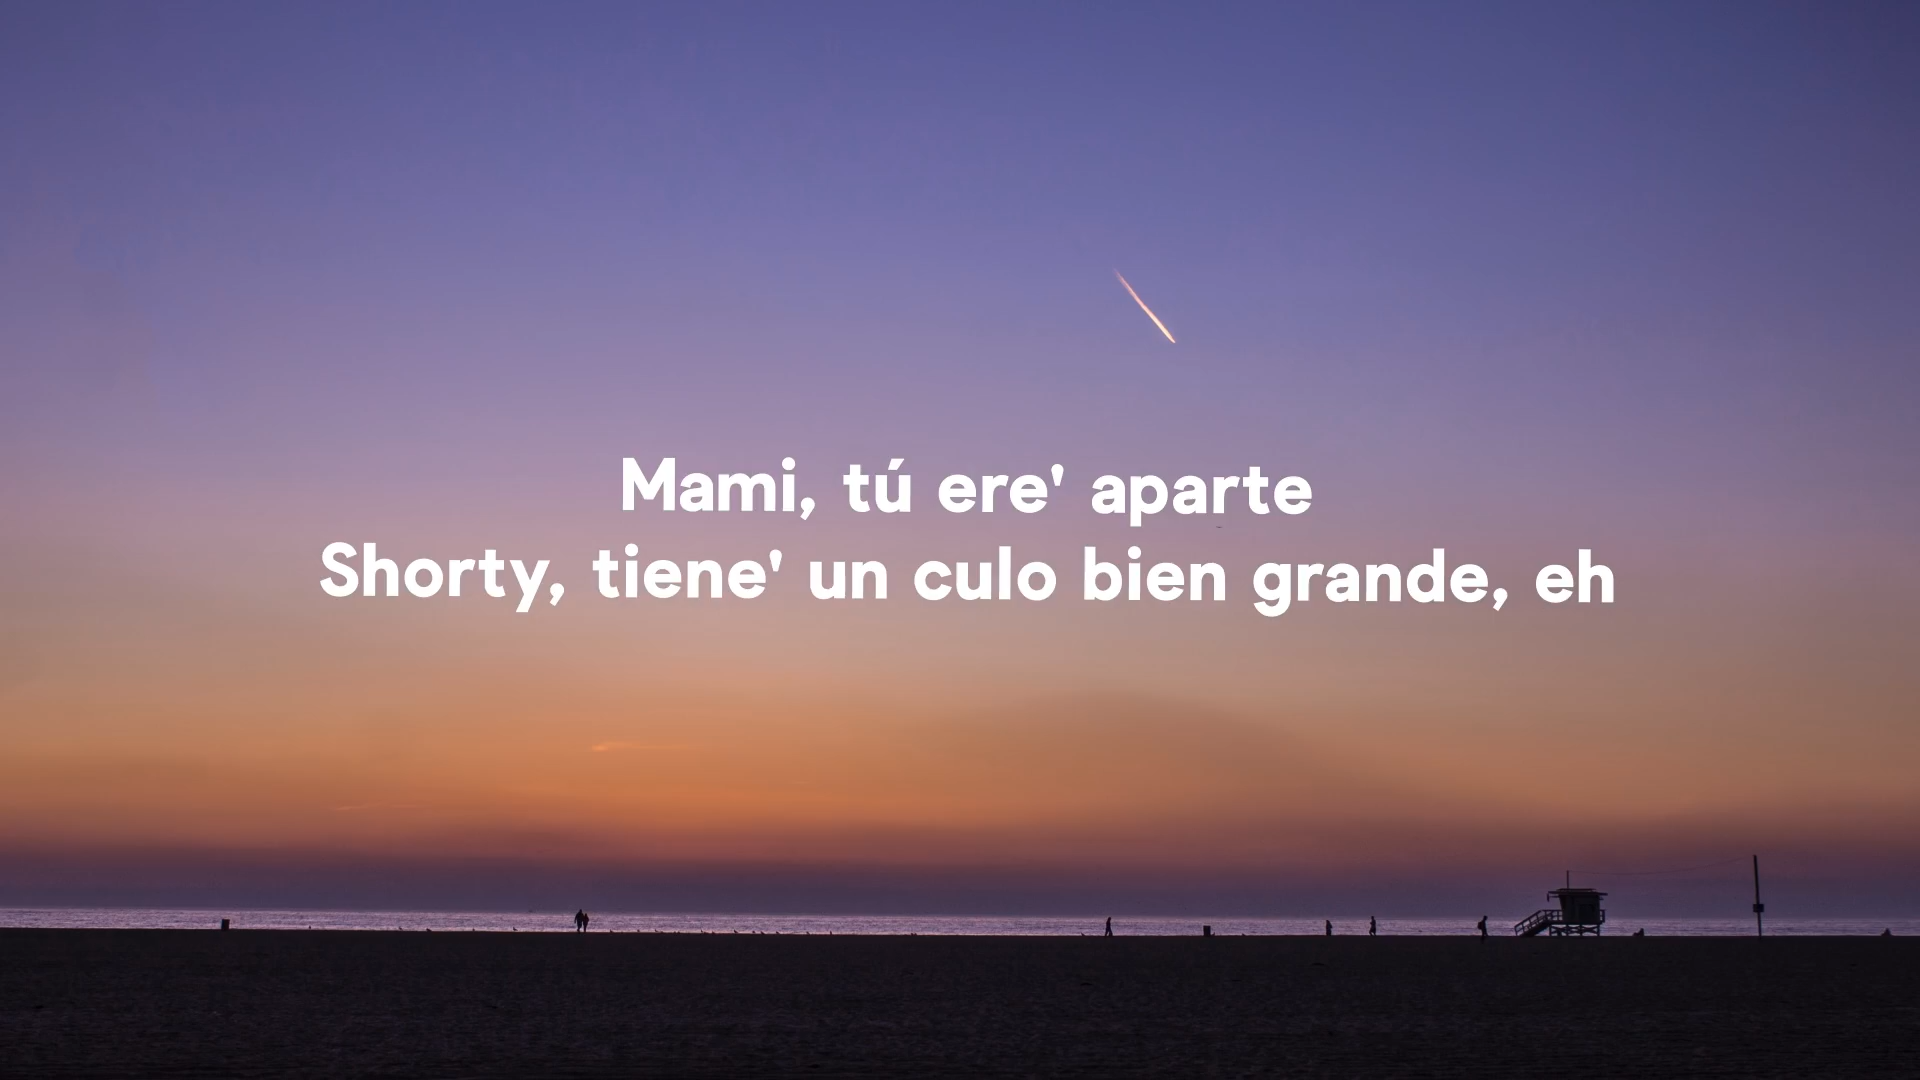 Mami, tú ere' aparte
Shorty, tiene' un culo bien grande, eh